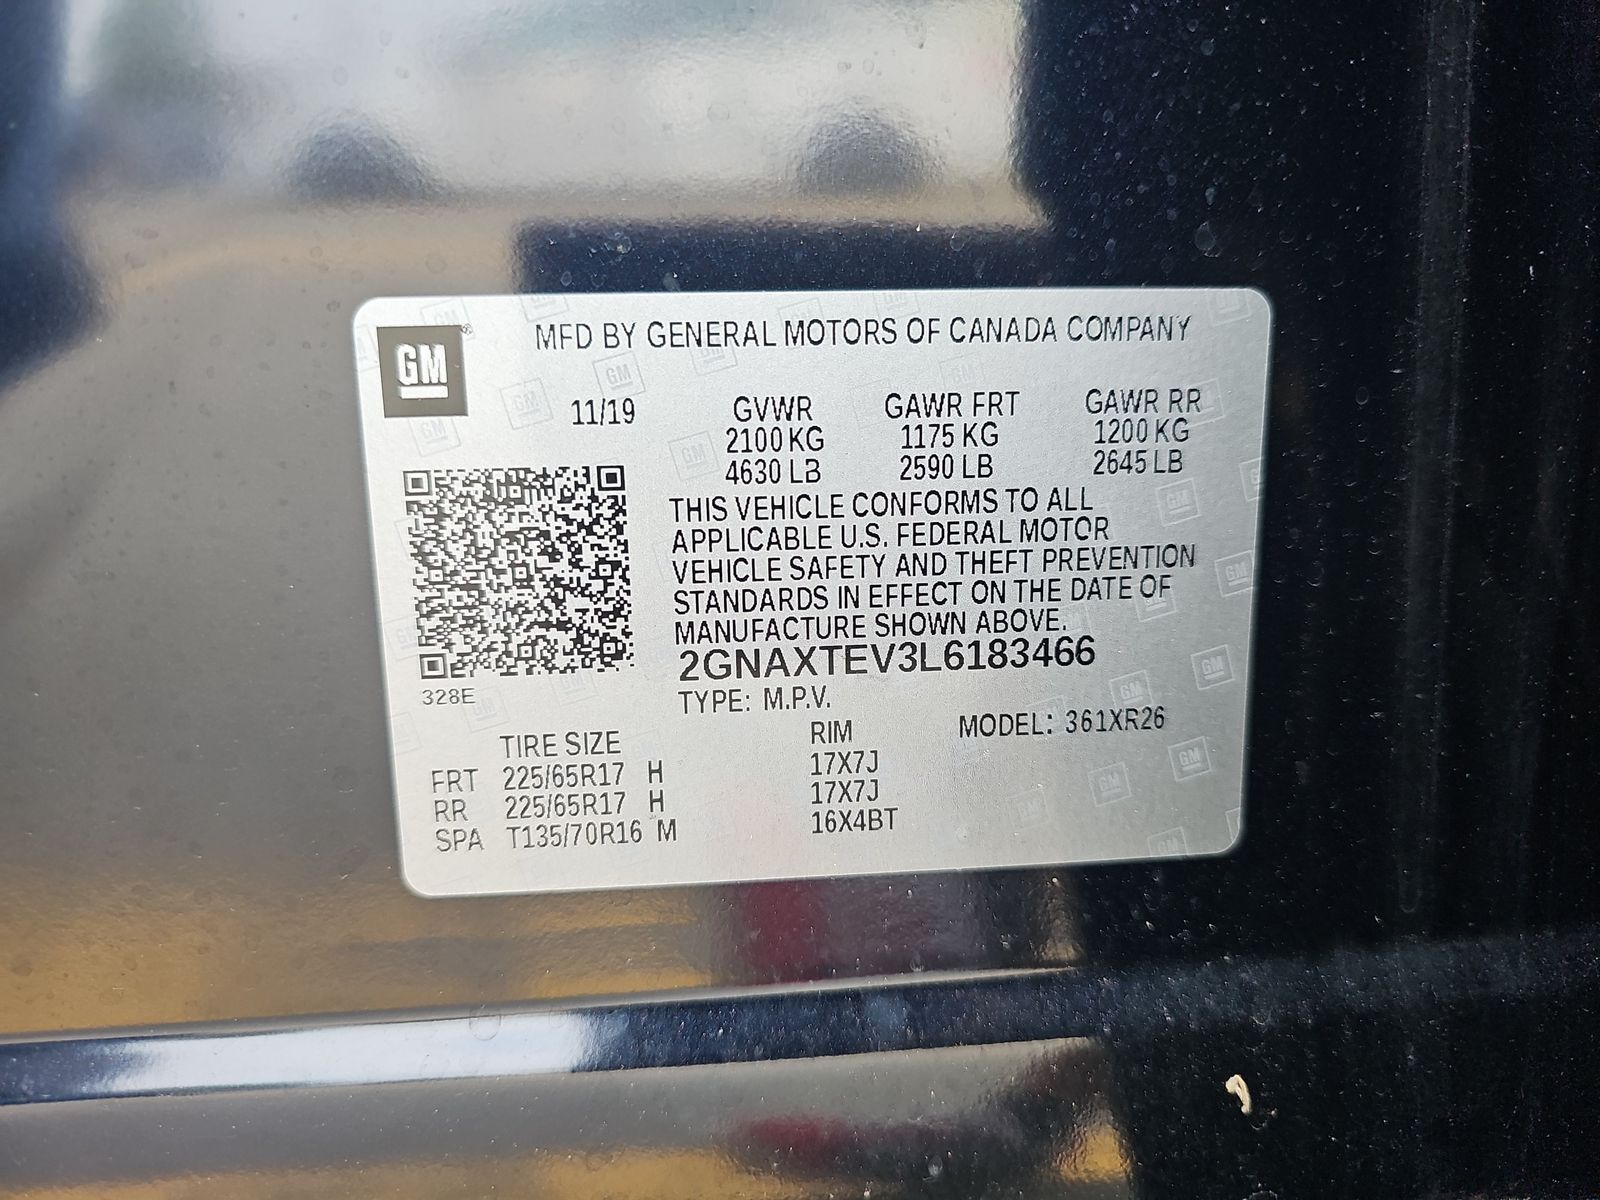 GM
MFD BY GENERAL MOTORS OF CANADA COMPANY
11/19 GVWR GAWR FRT GAWR RR
2100 KG 1175 KG 1200 KG
4630 LB 2590 LB 2645 LB
THIS VEHICLE CONFORMS TO ALL
APPLICABLE U.S. FEDERAL MOTOR
VEHICLE SAFETY AND THEFT PREVENTION
STANDARDS IN EFFECT ON THE DATE OF
MANUFACTURE SHOWN ABOVE.
2GNAXTEV3L6183466
328E
TYPE: M.P.V.
MODEL: 361XR26
TIRE SIZE RIM
FRT 225/65R17 H 17X7J
RR 225/65R17 H 17X7J
SPA T135/70R16 M 16X4BT